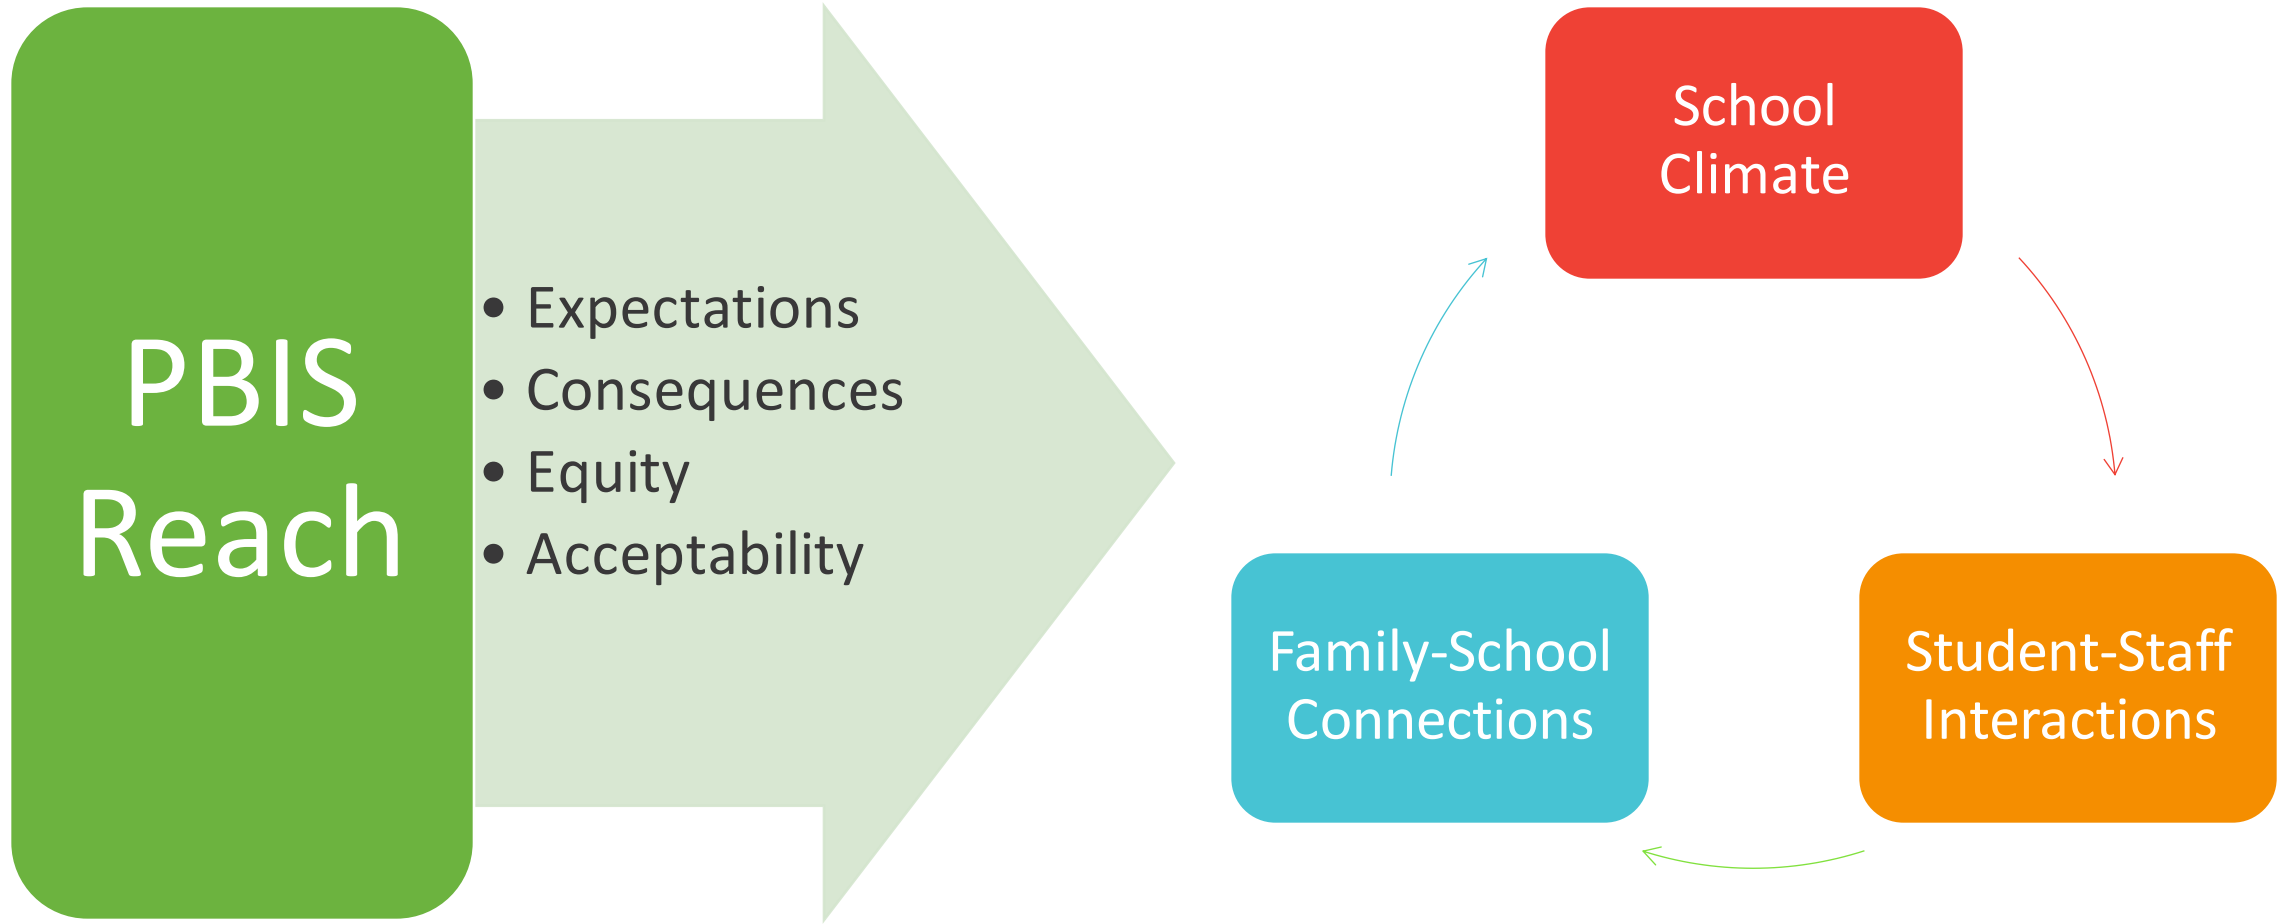 PBIS
Reach
• Expectations
• Consequences
• Equity
• Acceptability
School
Climate
Student-Staff
Interactions
Family-School
Connections